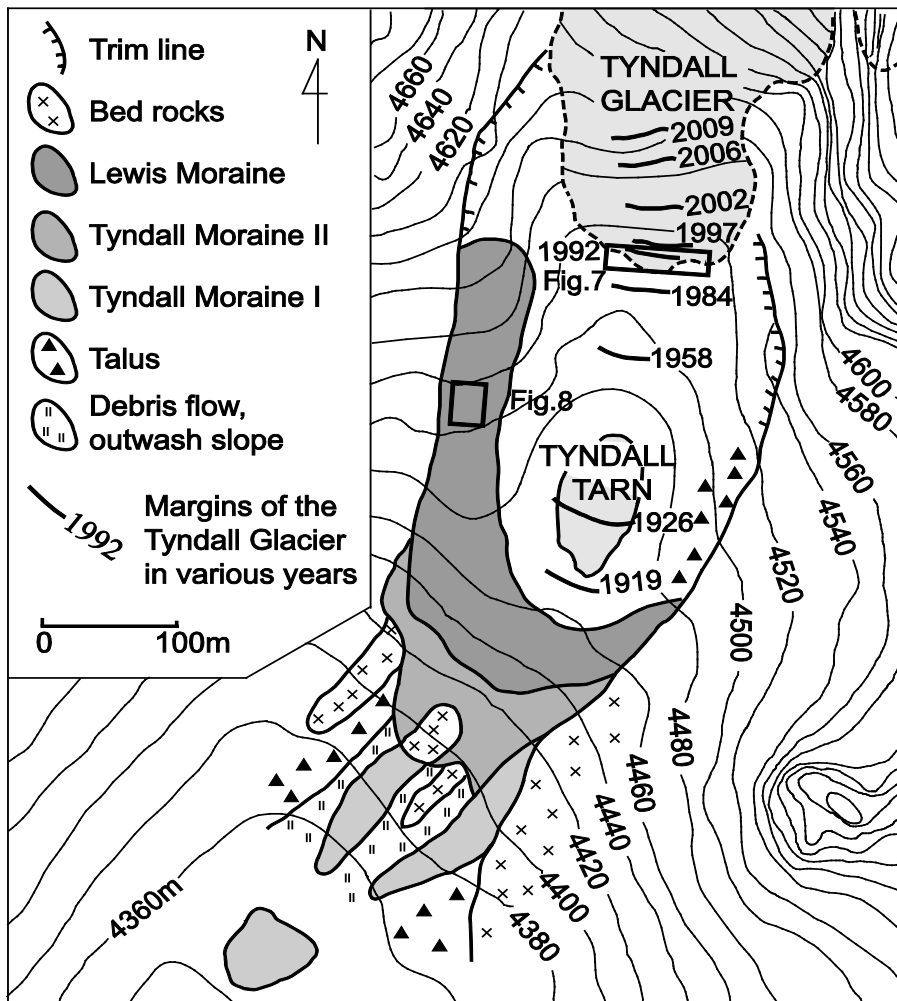 Trim line
N
Bed rocks
Lewis Moraine
Tyndall Moraine II
Tyndall Moraine I
Talus
Debris flow,
outwash slope
1992
Margins of the
Tyndall Glacier
in various years
0 100m
4660
4640
4620
TYNDALL
GLACIER
2009
2006
2002
1997
1992
Fig.7
1984
1958
Fig.8
TYNDALL
TARN
1926
1919
4600
4580
4560
4540
4520
4500
4480
4460
4440
4420
4400
4380
4360m